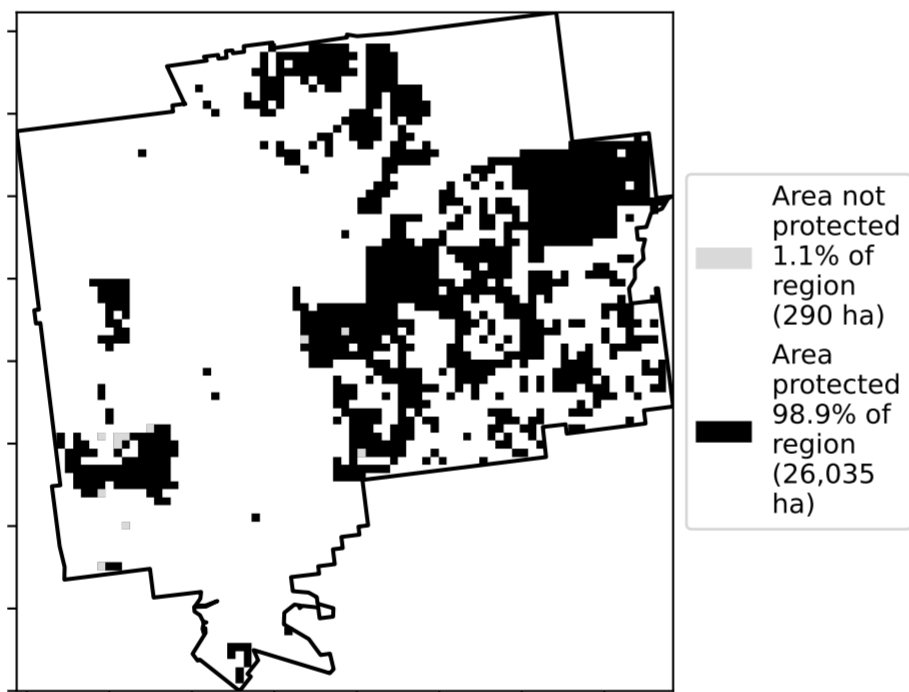 Area not
protected
1.1% of
region
(290 ha)
Area
protected
98.9% of
region
(26,035
ha)